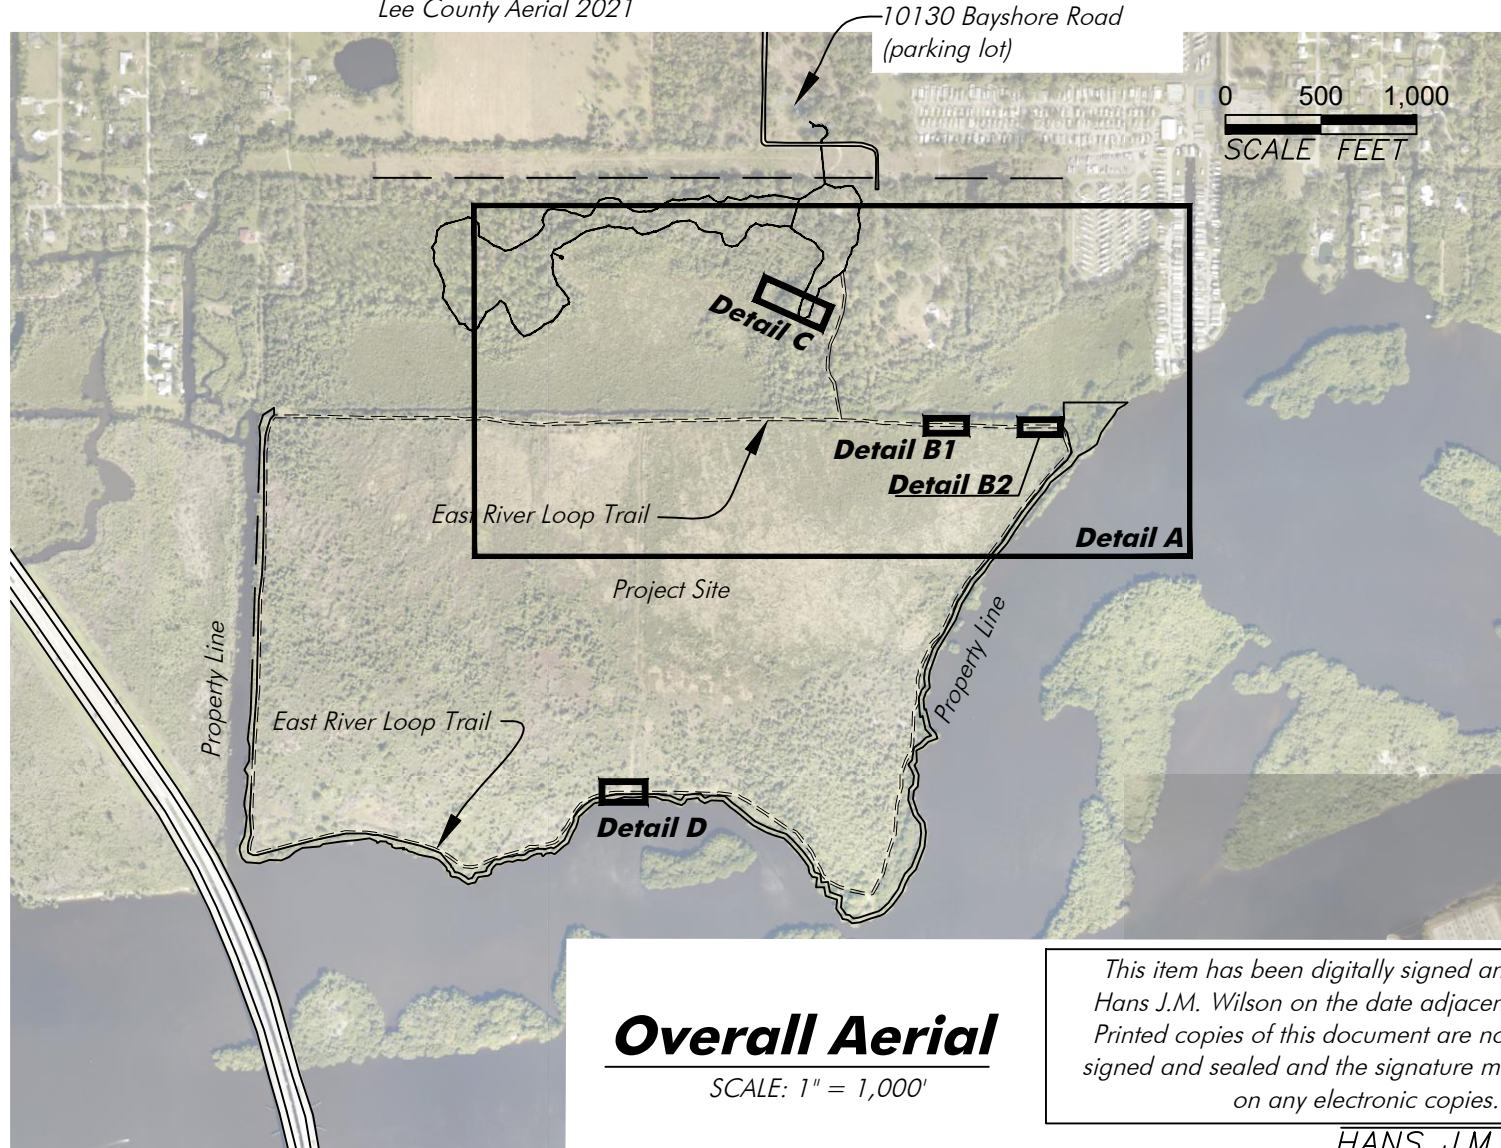 Lee County Aerial 2021
10130 Bayshore Road
(parking lot)
0 500 1,000
SCALE FEET
Detail C
Detail B1
Detail B2
East River Loop Trail
Detail A
Project Site
Property Line
Property Line
East River Loop Trail
Detail D
Overall Aerial
SCALE: 1" = 1,000'
This item has been digitally signed
Hans J.M. Wilson on the date
Printed copies of this document are
signed and sealed and the signature
on any electronic copies.
HANS J.M.